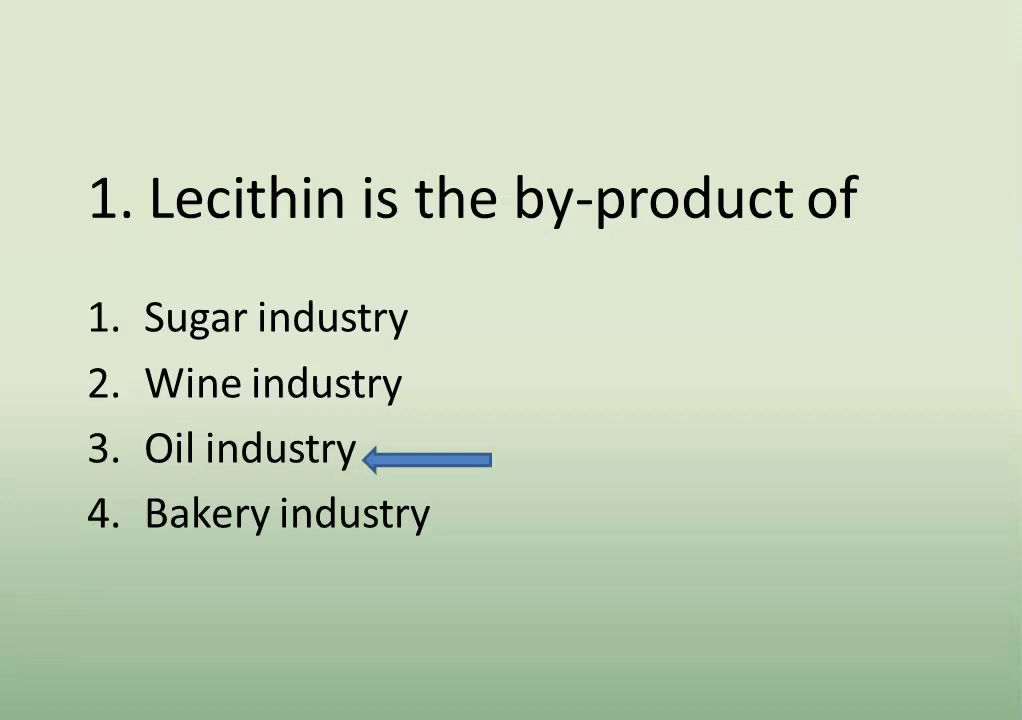 1. Lecithin is the by-product of
1. Sugar industry
2. Wine industry
3. Oil industry
4. Bakery industry